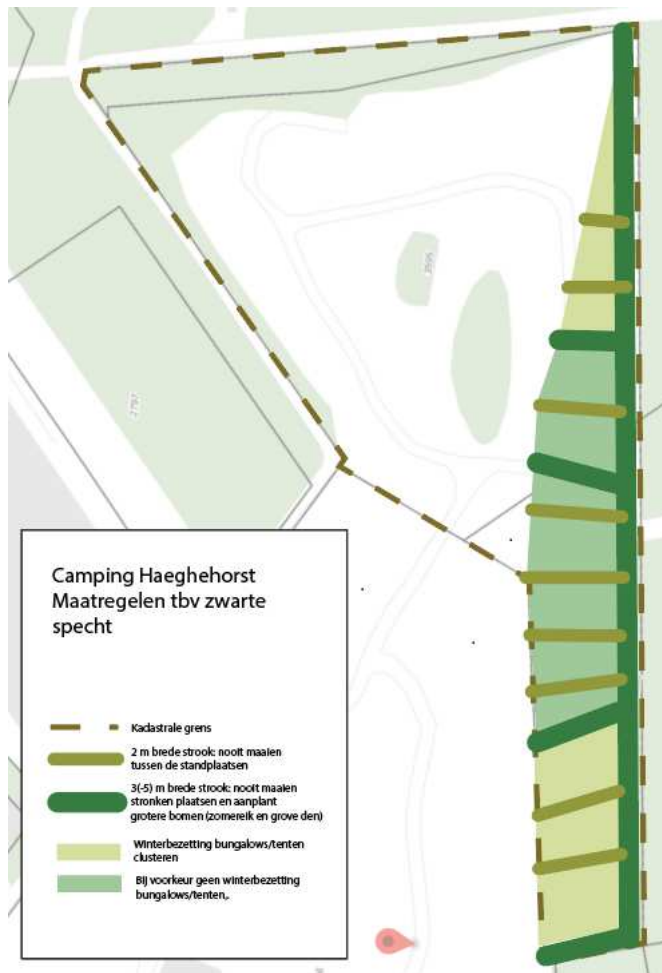 3595
2797
Camping Haeghehorst
Maatregelen tbv zwarte
specht
Kadastrale grens
2 m brede strook: nooit maaien
tussen de standplaatsen
3(-5) m brede strook: nooit maaien
stronken plaatsen en aanplant
grotere bomen (zomereik en grove den)
Winterbezetting bungalows/tenten
clusteren
Bij voorkeur geen winterbezetting
bungalows/tenten,.